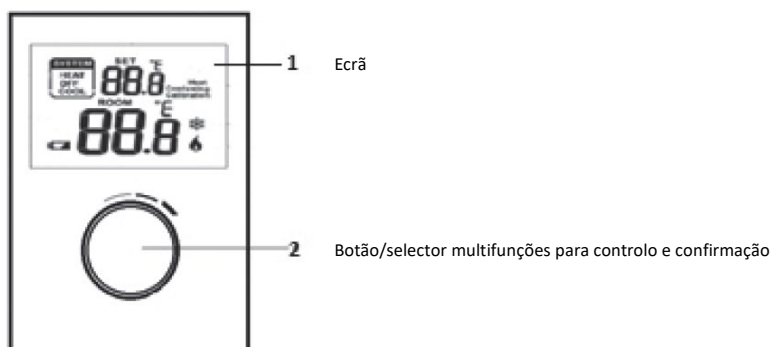 1 Ecrã
SYSTEM SET °F
HEAT 88.8
OFF
COOL
ROOM °F
88.8
2 Botão/selector multifunções para controlo e confirmação